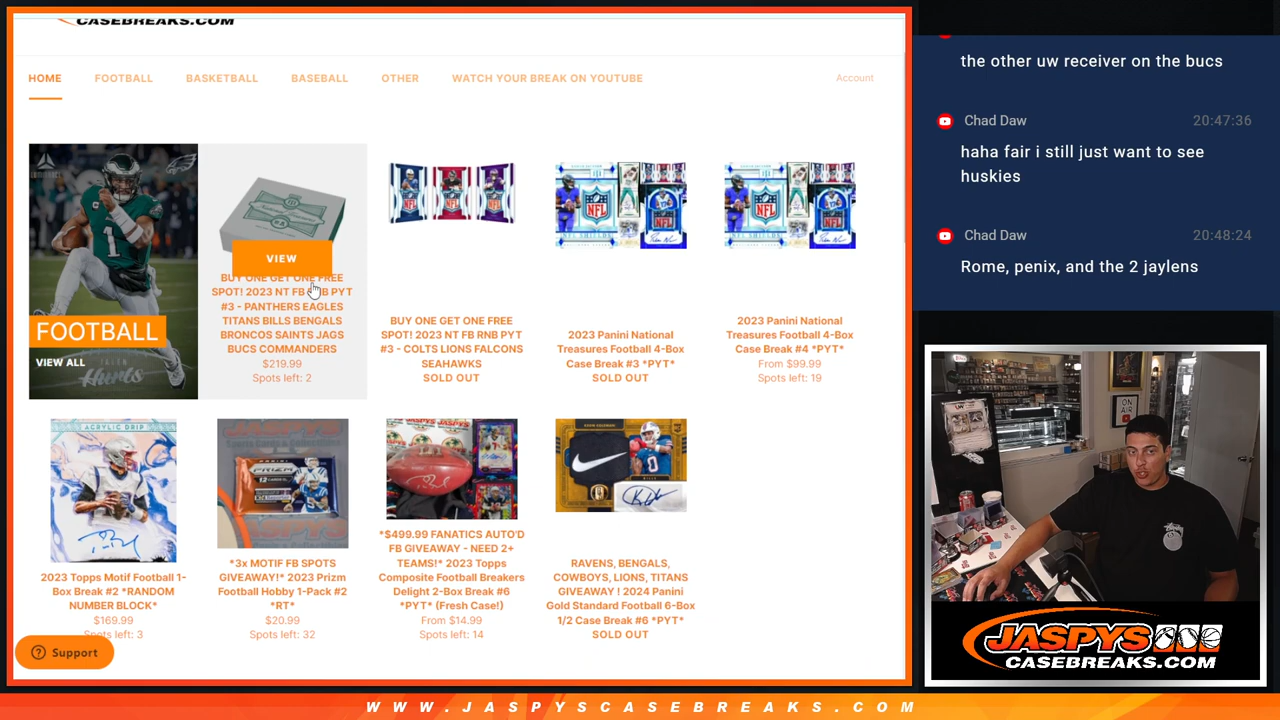 CASEBREAKS.COM
HOME
FOOTBALL
BASKETBALL
BASEBALL
OTHER
WATCH YOUR BREAK ON YOUTUBE
Account
FOOTBALL
VIEW ALL
VIEW
BUY ONE GET ONE FREE
SPOT! 2023 NT FB RNB PYT
#3 - PANTHERS EAGLES
TITANS BILLS BENGALS
BRONCOS SAINTS JAGS
BUCS COMMANDERS
$219.99
Spots left: 2
BUY ONE GET ONE FREE
SPOT! 2023 NT FB RNB PYT
#3 - COLTS LIONS FALCONS
SEAHAWKS
SOLD OUT
2023 Panini National
Treasures Football 4-Box
Case Break #3 *PYT*
SOLD OUT
2023 Panini National
Treasures Football 4-Box
Case Break #4 *PYT*
From $99.99
Spots left: 19
ACRYLIC DRIP
2023 Topps Motif Football 1-
Box Break #2 *RANDOM
NUMBER BLOCK*
$169.99
Spots left: 3
*3x MOTIF FB SPOTS
GIVEAWAY!* 2023 Prizm
Football Hobby 1-Pack #2
*RT*
$20.99
Spots left: 32
*$499.99 FANATICS AUTO'D
FB GIVEAWAY - NEED 2+
TEAMS!* 2023 Topps
Composite Football Breakers
Delight 2-Box Break #6
*PYT* (Fresh Case!)
From $14.99
Spots left: 14
RAVENS, BENGALS,
COWBOYS, LIONS, TITANS
GIVEAWAY ! 2024 Panini
Gold Standard Football 6-Box
1/2 Case Break #6 *PYT*
SOLD OUT
Support
the other uw receiver on the bucs
Chad Daw 20:47:36
haha fair i still just want to see
huskies
Chad Daw 20:48:24
Rome, penix, and the 2 jaylens
ON
AIR
JASPYS
CASEBREAKS.COM
WWW.JASPYSCASEBREAKS.COM